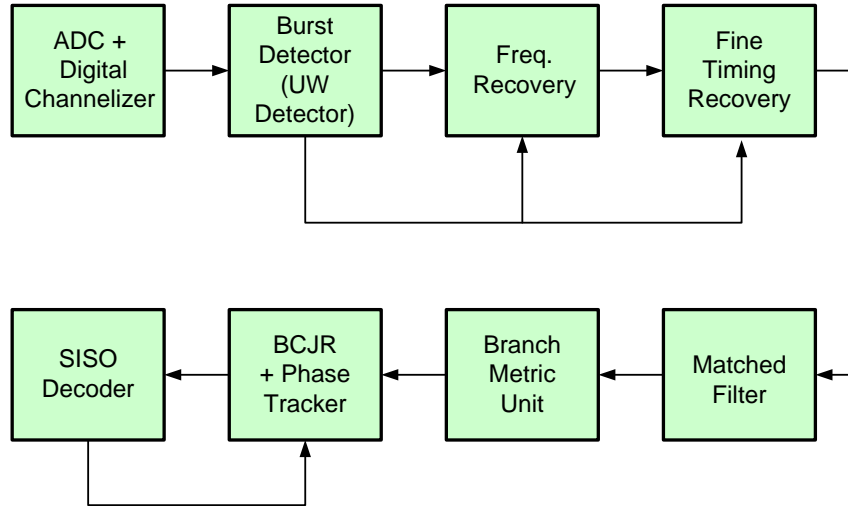 ADC +
Digital
Channelizer
Burst
Detector
(UW
Detector)
Freq.
Recovery
Fine
Timing
Recovery
SISO
Decoder
BCJR
+ Phase
Tracker
Branch
Metric
Unit
Matched
Filter